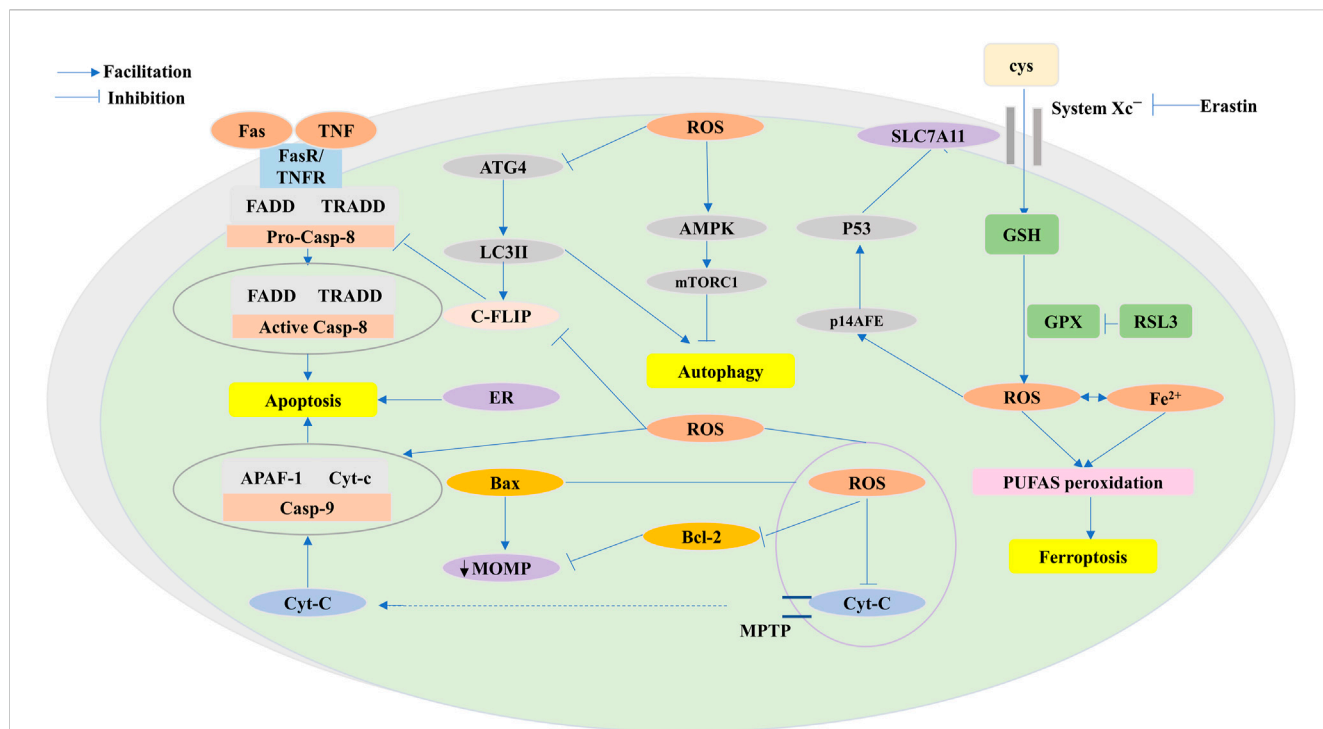 Facilitation
Inhibition
cys
System Xc⁻
Erastin
Fas
TNF
FasR/
TNFR
FADD TRADD
Pro-Casp-8
FADD TRADD
Active Casp-8
Apoptosis
APAF-1 Cyt-c
Casp-9
Cyt-C
ROS
ATG4
LC3II
C-FLIP
AMPK
mTORC1
Autophagy
ER
ROS
Bax
Bcl-2
↓MOMP
ROS
Cyt-C
MPTP
SLC7A11
P53
p14AFE
GSH
GPX
RSL3
ROS
Fe²⁺
PUFAS peroxidation
Ferroptosis